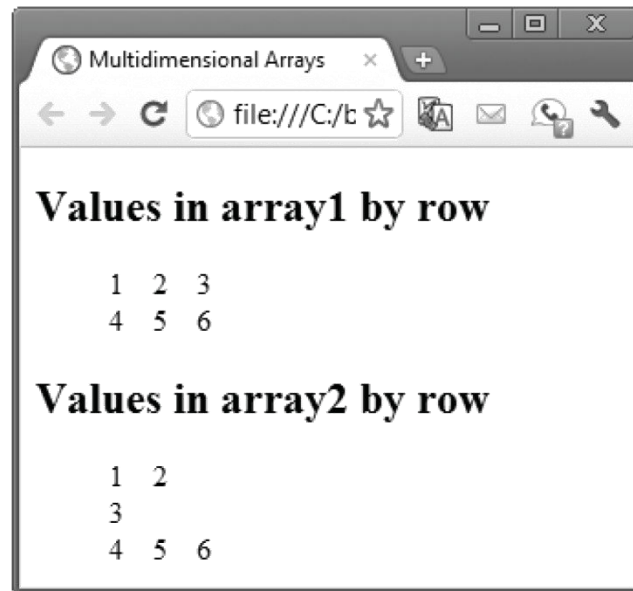 Multidimensional Arrays
file:///C:/b
Values in array1 by row
1 2 3
4 5 6
Values in array2 by row
1 2
3
4 5 6